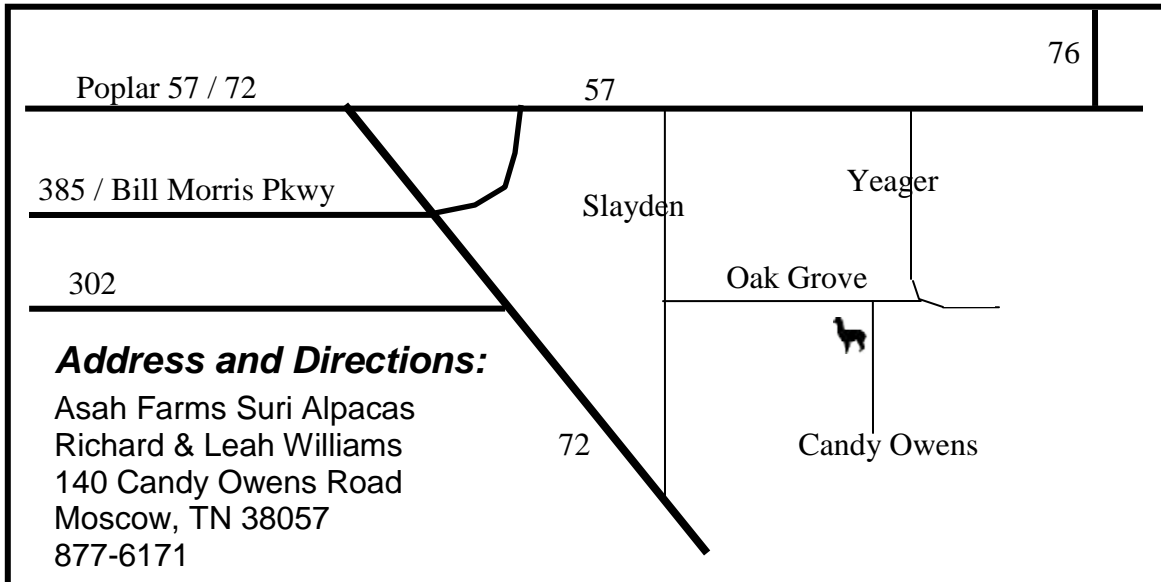 76
Poplar 57 / 72
57
385 / Bill Morris Pkwy
Yeager
Slayden
Oak Grove
302
Address and Directions:
Asah Farms Suri Alpacas
Richard & Leah Williams
72
Candy Owens
140 Candy Owens Road
Moscow, TN 38057
877-6171